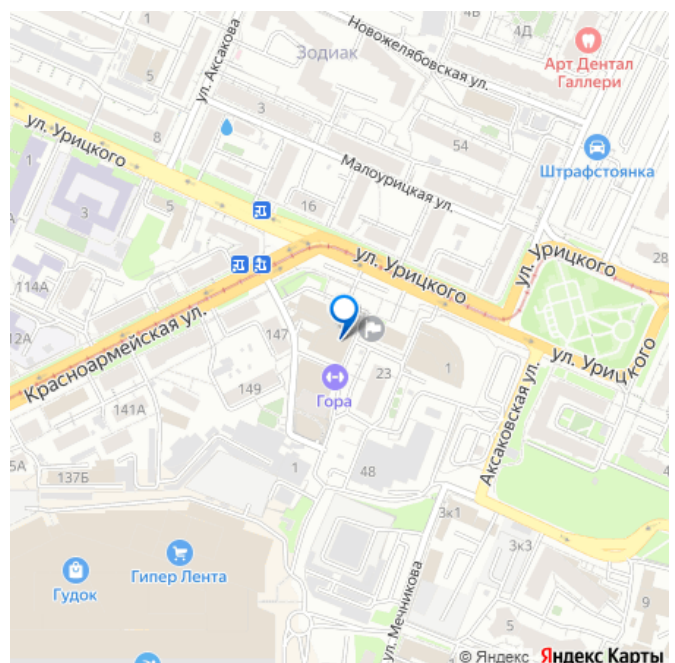 1
4Б
4Д
Новожелябовская ул.
Зодиак
Арт Дентал
Галлери
5
ул. Аксакова
3
ул. Урицкого
8
54
Штрафстоянка
1
Малоурицкая ул.
3
5
16
ул. Урицкого
ул. Урицкого
28
114А
Красноармейская ул.
147
12А
ул. Урицкого
1
23
149
Гора
Аксаковская ул.
141А
1
48
137Б
3к1
Гипер Лента
Гудок
3к3
ул. Мечникова
9
5
© Яндекс Яндекс Карты